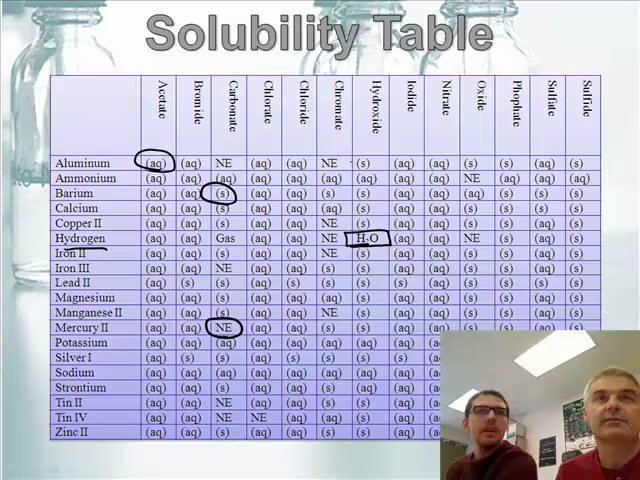 Solubility Table
Acetate Bromide Carbonate Chlorate Chloride Chromate Hydroxide Iodide Nitrate Oxide Phosphate Sulfate Sulfide
Aluminum (aq) (aq) NE (aq) (aq) NE (s) (aq) (aq) (s) (s) (aq) (s)
Ammonium (aq) (aq) (aq) (aq) (aq) (aq) (aq) (aq) (aq) NE (aq) (aq) (aq)
Barium (aq) (aq) (s) (aq) (aq) (s) (s) (aq) (aq) (aq) (s) (s) (s)
Calcium (aq) (aq) (s) (aq) (aq) (aq) (s) (aq) (aq) (s) (s) (s) (s)
Copper II (aq) (aq) (s) (aq) (aq) NE (s) (aq) (aq) (s) (s) (aq) (s)
Hydrogen (aq) (aq) Gas (aq) (aq) NE H2O (aq) (aq) NE (s) (aq) (s)
Iron II (aq) (aq) (s) (aq) (aq) NE (s) (aq) (aq) (s) (s) (aq) (s)
Iron III (aq) (aq) NE (aq) (aq) (s) (s) (aq) (aq) (s) (s) (aq) (s)
Lead II (aq) (s) (s) (aq) (s) (s) (s) (s) (aq) (s) (s) (s) (s)
Magnesium (aq) (aq) (s) (aq) (aq) (aq) (s) (aq) (aq) (s) (s) (aq) (s)
Manganese II (aq) (aq) (s) (aq) (aq) NE (s) (aq) (aq) (s) (s) (aq) (s)
Mercury II (aq) (aq) NE (aq) (aq) (s) (s) (s) (aq) (s) (s) (s) (s)
Potassium (aq) (aq) (aq) (aq) (aq) (aq) (aq) (aq)
Silver I (aq) (s) (s) (aq) (s) (s) (s) (s) (aq)
Sodium (aq) (aq) (aq) (aq) (aq) (aq) (aq) (aq)
Strontium (aq) (aq) (s) (aq) (aq) (s) (aq) (aq)
Tin II (aq) (aq) NE (aq) (aq) (s) (s) (aq)
Tin IV (aq) (aq) NE NE (aq) (aq) (s) (aq)
Zinc II (aq) (aq) (s) (aq) (aq) (s) (s) (aq)